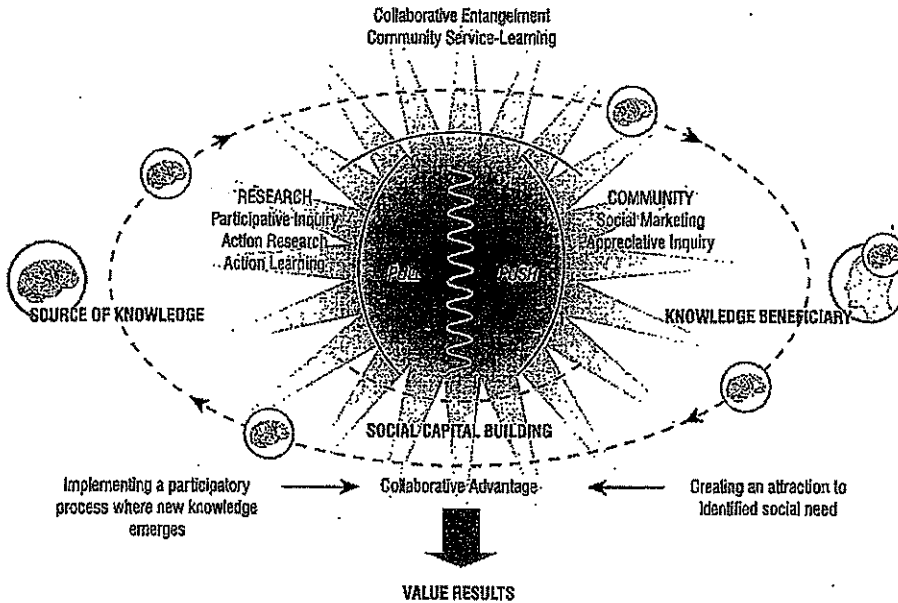 Collaborative Entangelment
Community Service-Learning
RESEARCH
Participative Inquiry
Action Research
Action Learning
COMMUNITY
Social Marketing
Appreciative Inquiry
PULL
PUSH
SOURCE OF KNOWLEDGE
KNOWLEDGE BENEFICIARY
SOCIAL CAPITAL BUILDING
Implementing a participatory
process where new knowledge
emerges
Collaborative Advantage
Creating an attraction to
identified social need
VALUE RESULTS